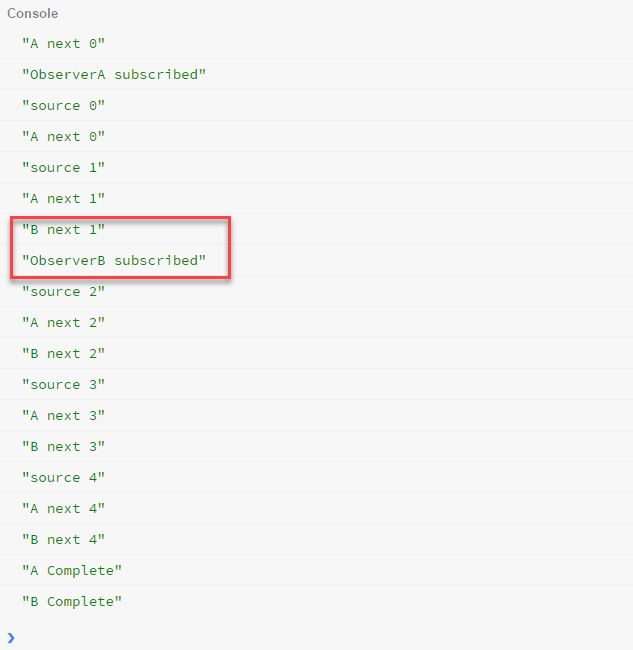 Console
"A next 0"
"ObserverA subscribed"
"source 0"
"A next 0"
"source 1"
"A next 1"
"B next 1"
"ObserverB subscribed"
"source 2"
"A next 2"
"B next 2"
"source 3"
"A next 3"
"B next 3"
"source 4"
"A next 4"
"B next 4"
"A Complete"
"B Complete"